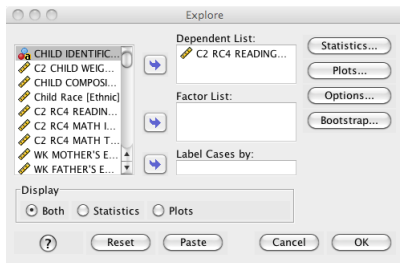 Explore
CHILD IDENTIFIC...
C2 CHILD WEIG...
CHILD COMPOSI...
Child Race [Ethnic]
C2 RC4 READIN...
C2 RC4 MATH I...
C2 RC4 MATH T...
WK MOTHER'S E...
WK FATHER'S E...
Dependent List:
C2 RC4 READING...
Factor List:
Label Cases by:
Statistics...
Plots...
Options...
Bootstrap...
Display
Both Statistics Plots
? Reset Paste Cancel OK